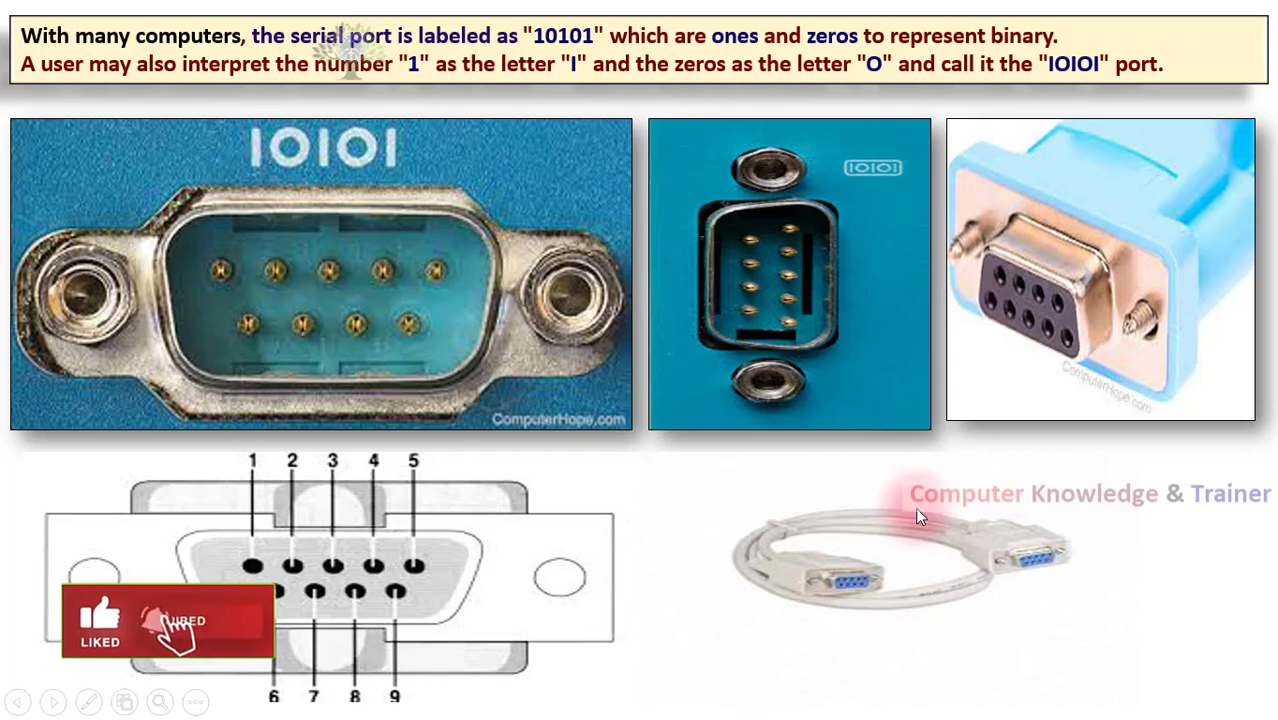 With many computers, the serial port is labeled as "10101" which are ones and zeros to represent binary.
A user may also interpret the number "1" as the letter "I" and the zeros as the letter "O" and call it the "IOIOI" port.
IOIOI
IOIOI
ComputerHope.com
ComputerHope.com
1 2 3 4 5
Computer Knowledge & Trainer
LIKED
6 7 8 9